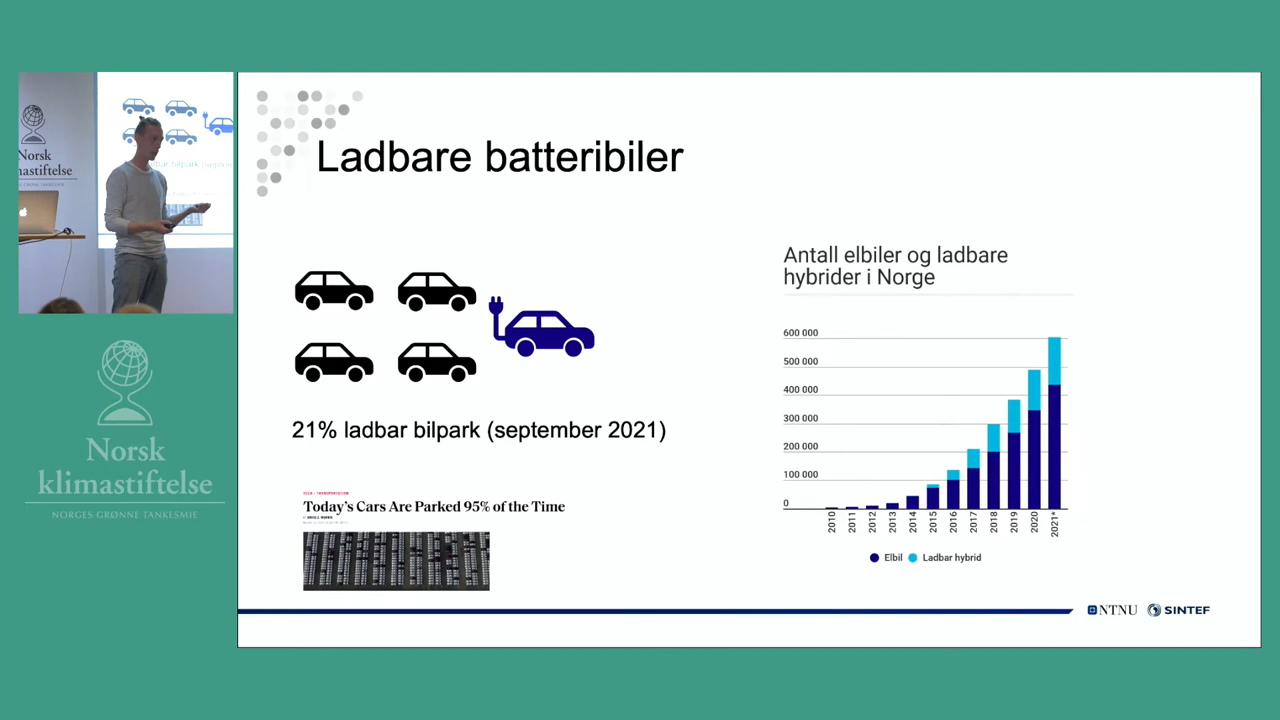 Norsk
mastiftelse
Ladbare batteribiler
21% ladbar bilpark (september 2021)
Today's Cars Are Parked 95% of the Time
Antall elbiler og ladbare
hybrider i Norge
600 000
500 000
400 000
300 000
200 000
100 000
0
2010
2011
2012
2013
2014
2015
2016
2017
2018
2019
2020
2021*
Elbil
Ladbar hybrid
NTNU
SINTEF
Norsk
klimastiftelse
NORGES GRØNNE TANKESMIE